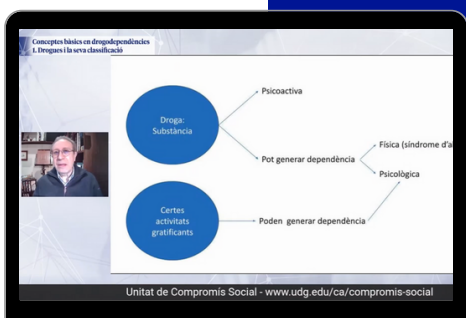 Conceptes bàsics en drogodependències
1. Drogues i la seva classificació
Psicoactiva
Droga:
Substància
Pot generar dependència
Física (síndrome d'a
Psicològica
Certes
activitats
gratificants
Poden generar dependència
Unitat de Compromís Social - www.udg.edu/ca/compromis-social